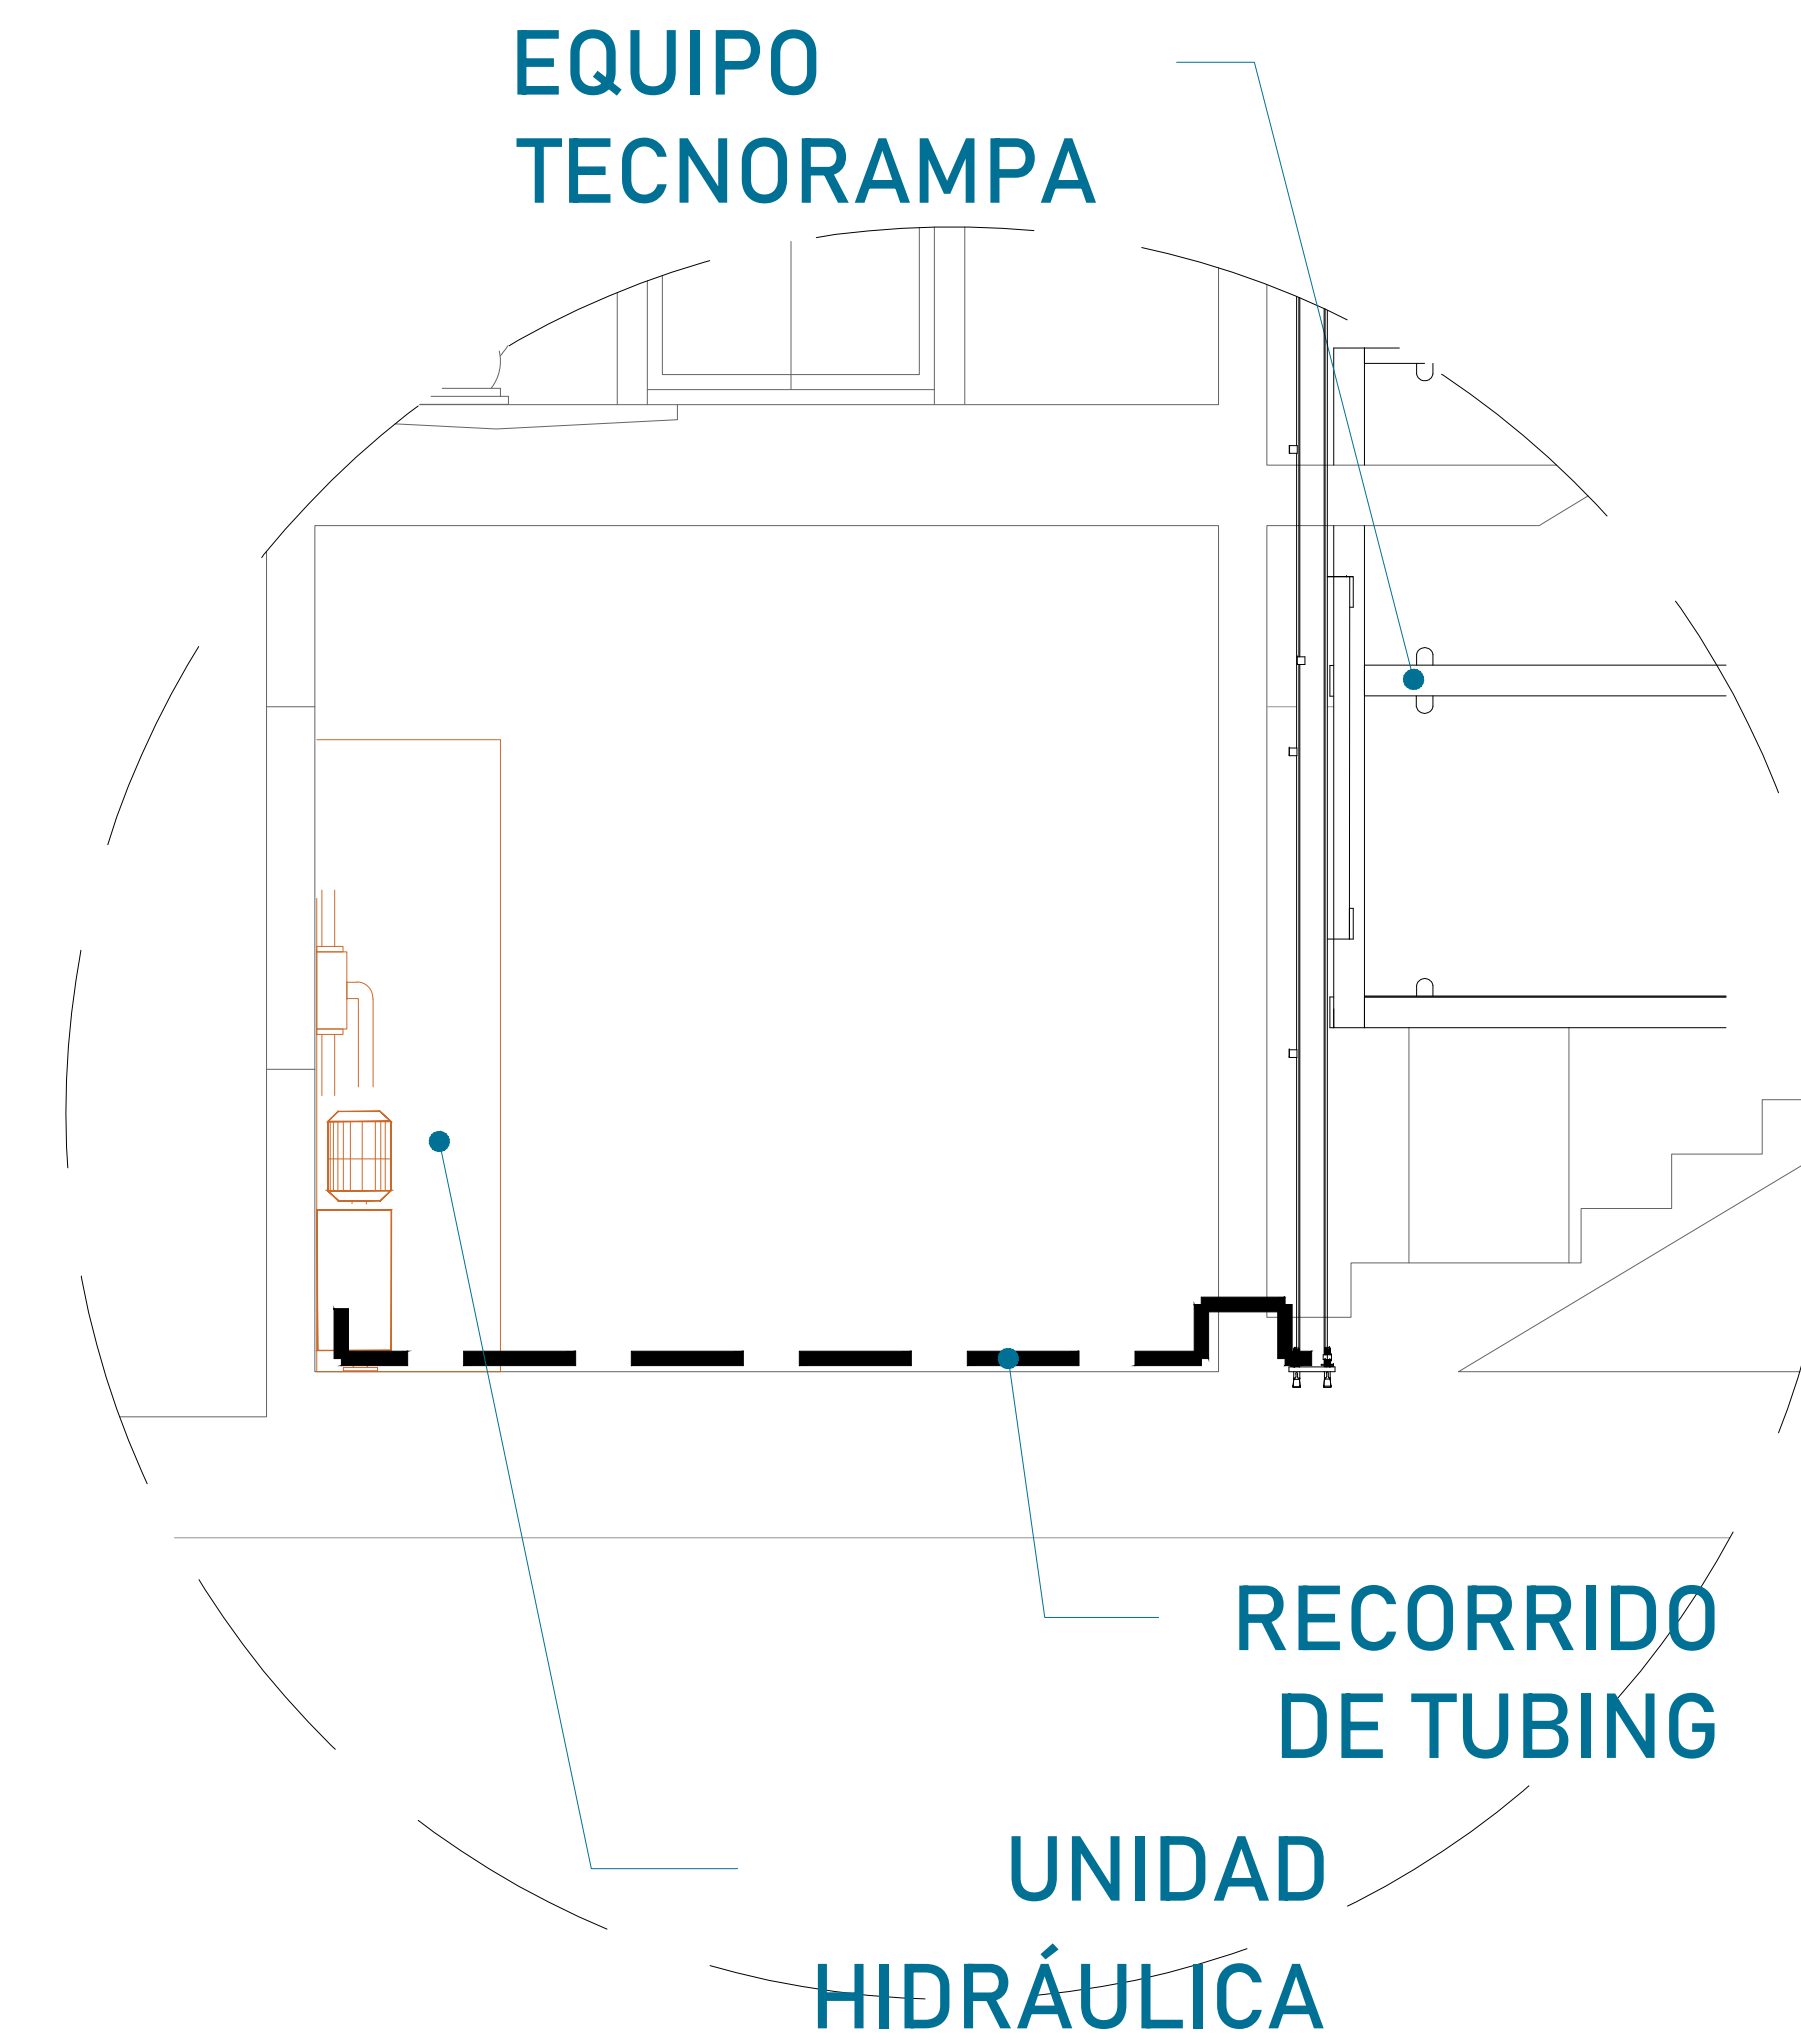 EQUIPO
TECNORAMPA
RECORRIDO
DE TUBING
UNIDAD
HIDRÁULICA